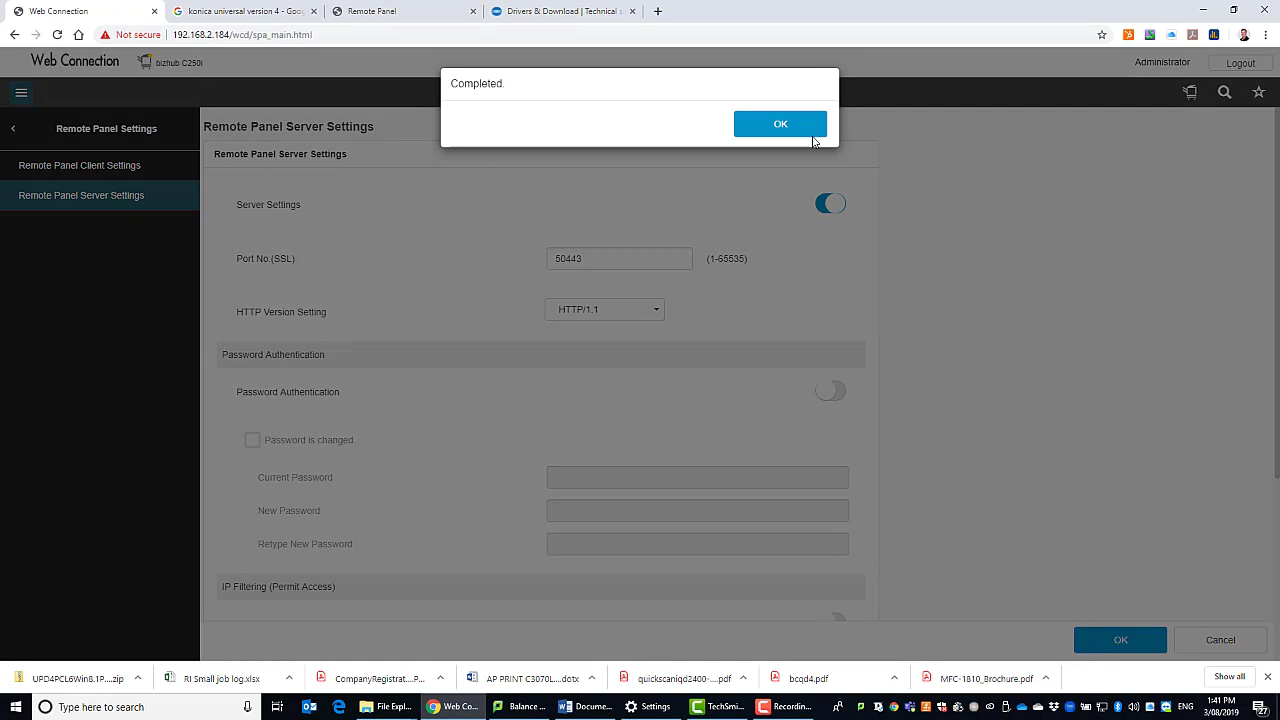 Web Connection
konica universal version 4 - Goog
Remote Panel
Drivers & Download | Technical s
Not secure
192.168.2.184/wcd/spa_main.html
Web Connection
bizhub C250i
Administrator
Logout
Completed.
OK
Remote Panel Settings
Remote Panel Client Settings
Remote Panel Server Settings
Remote Panel Server Settings
Remote Panel Server Settings
Server Settings
Port No.(SSL)
50443
(1-65535)
HTTP Version Setting
HTTP/1.1
Password Authentication
Password Authentication
Password is changed.
Current Password
New Password
Retype New Password
IP Filtering (Permit Access)
OK
Cancel
UPD4PCL6Win8.1P....zip
RI Small job log.xlsx
CompanyRegistrat....P...
AP PRINT C3070L....dotx
quickscaniqd2400-....pdf
bcqd4.pdf
MFC-1810_Brochure.pdf
Show all
Type here to search
File Explo...
Web Co...
Balance ...
Docume...
Settings
TechSmi...
Recordin...
1:41 PM
3/08/2019